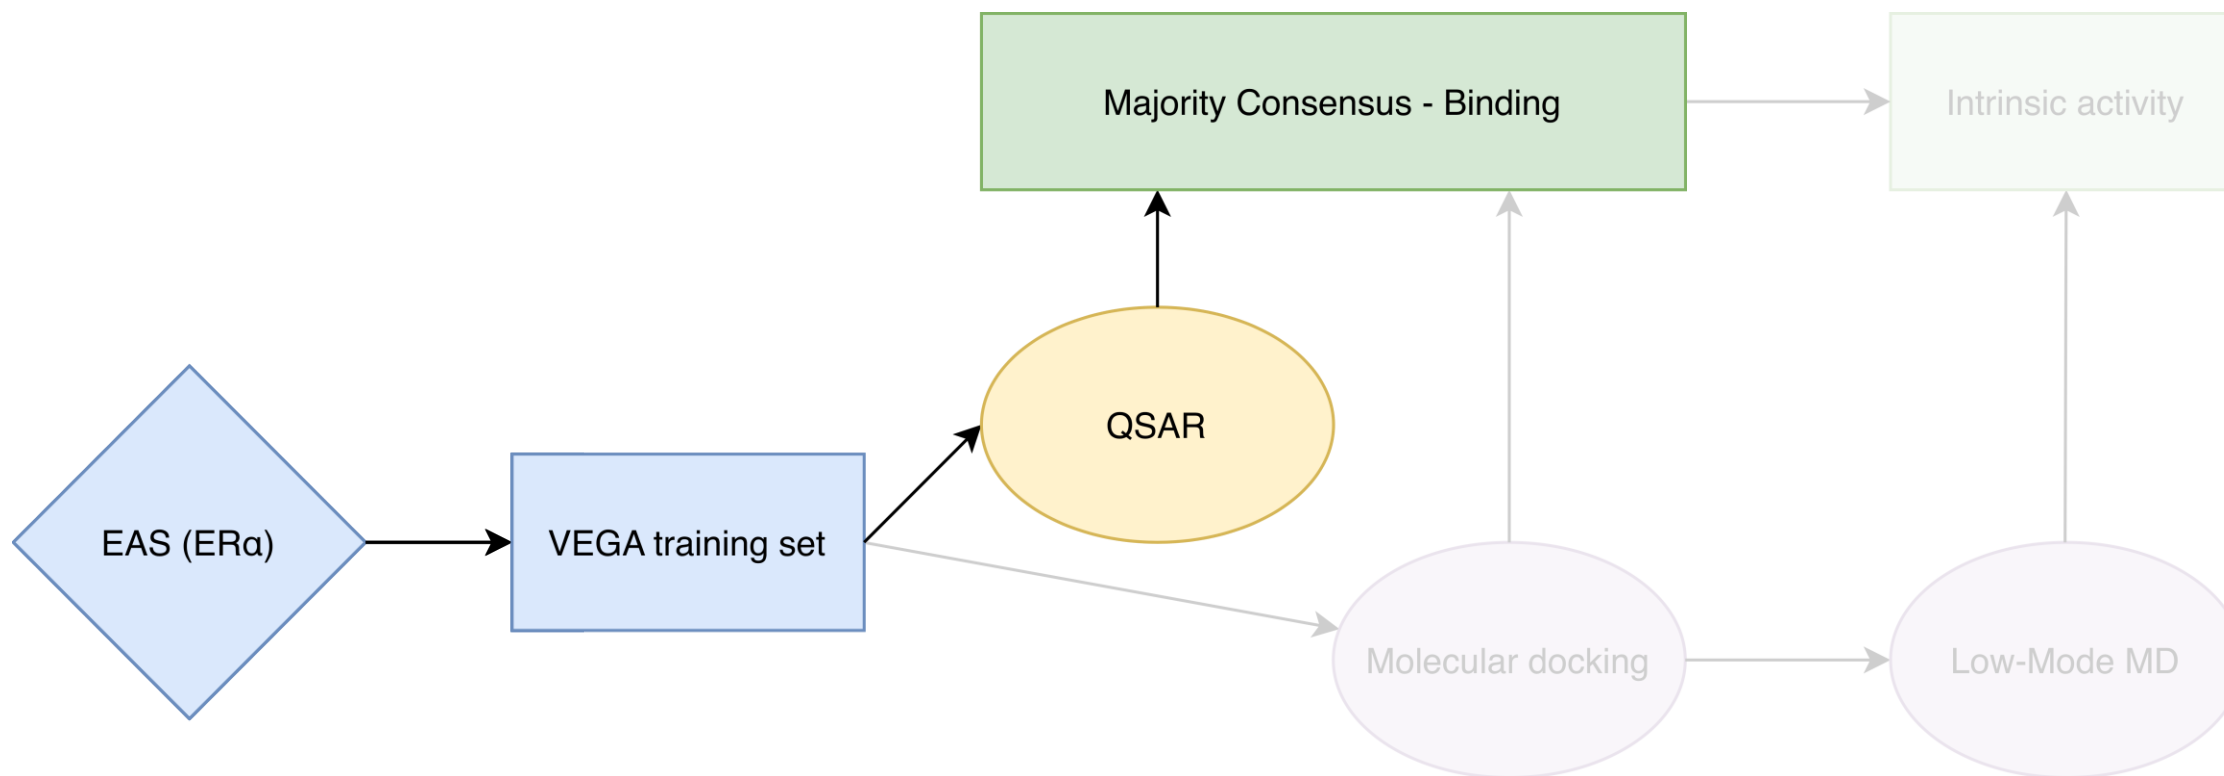 Majority Consensus - Binding
Intrinsic activity
QSAR
EAS (ERα)
VEGA training set
Molecular docking
Low-Mode MD